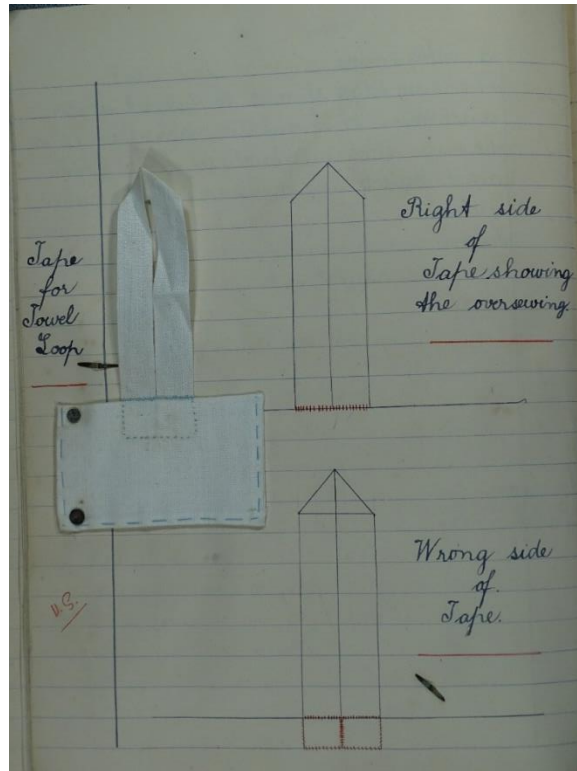 Tape
for
Towel
Loop
Right side
of
Tape showing
the oversewing.
Wrong side
of.
Tape.
V.G.